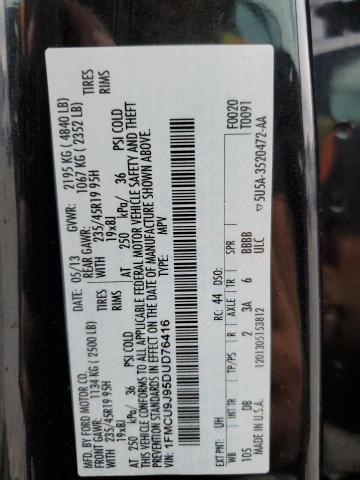 MFD. BY FORD MOTOR CO.
DATE: 05/13 GVWR: 2195 KG ( 4840 LB)
FRONT GAWR: 1134 KG ( 2500 LB) REAR GAWR: 1067 KG ( 2352 LB)
WITH 235/45R19 95H TIRES WITH 235/45R19 95H TIRES
19x8J RIMS 19x8J RIMS
AT 250 kPa/ 36 PSI COLD AT 250 kPa/ 36 PSI COLD
THIS VEHICLE CONFORMS TO ALL APPLICABLE FEDERAL MOTOR VEHICLE SAFETY AND THEFT
PREVENTION STANDARDS IN EFFECT ON THE DATE OF MANUFACTURE SHOWN ABOVE.
VIN: 1FMCU9J95DUD76416
TYPE: MPV
F0020
T0091
EXT PNT: UH RC: 44 DSO:
WB INT TR TP/PS R AXLE TR SPR
105 DB 2 3A 6 BBBB
MADE IN U.S.A. ULC
1201305153812
5U5A-3520472-AA